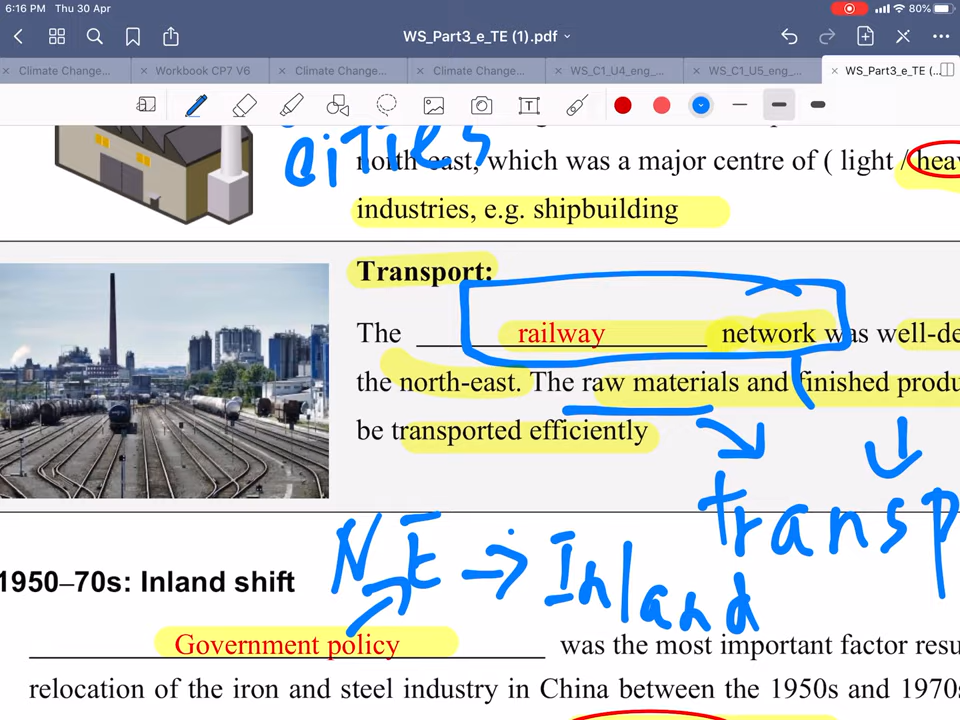 6:16 PM Thu 30 Apr
80%
WS_Part3_e_TE (1).pdf
Climate Change...
Workbook CP7 V6
Climate Change...
Climate Change...
WS_C1_U4_eng_...
WS_C1_U5_eng_...
WS_Part3_e_TE (...
T
cities
north-east, which was a major centre of ( light / heav
industries, e.g. shipbuilding
Transport:
The railway network was well-de
the north-east. The raw materials and finished produ
be transported efficiently
transp
NE → Inland
1950–70s: Inland shift
Government policy was the most important factor resu
relocation of the iron and steel industry in China between the 1950s and 1970s